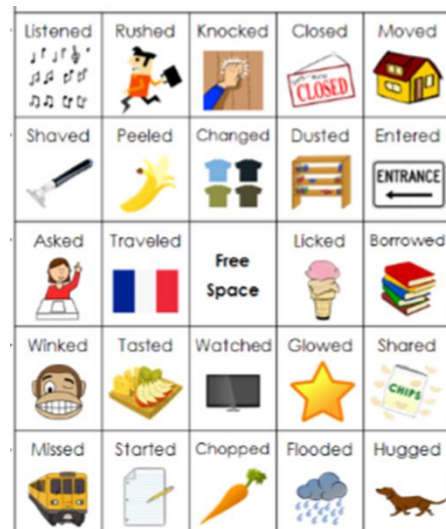 Listened Rushed Knocked Closed Moved
CLOSED
Shaved Peeled Changed Dusted Entered
ENTRANCE
Asked Traveled Free Space Licked Borrowed
Winked Tasted Watched Glowed Shared
CHIPS
Missed Started Chopped Flooded Hugged